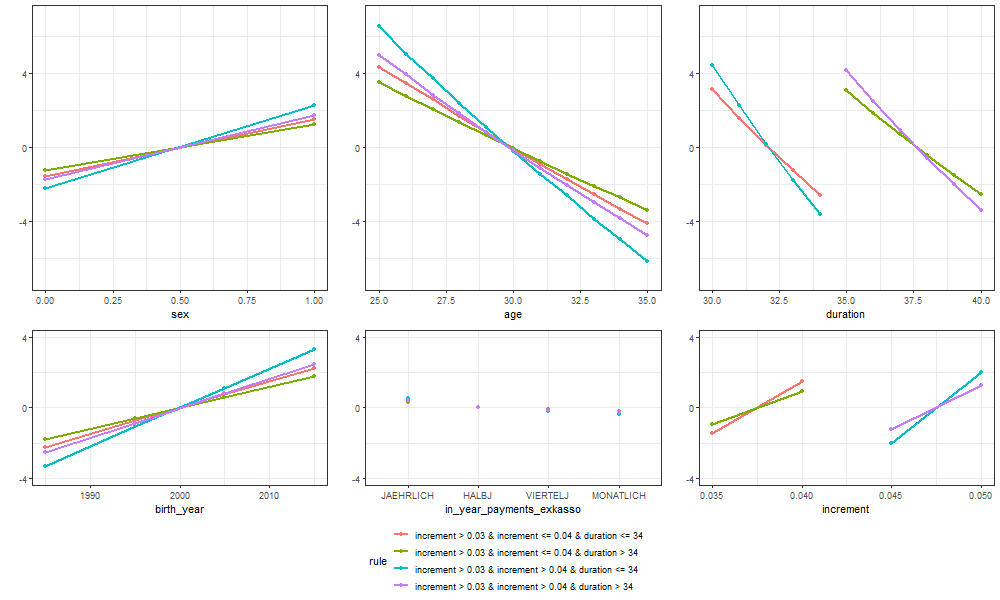 4
0
-4
0.00 0.25 0.50 0.75 1.00
sex
4
0
-4
25.0 27.5 30.0 32.5 35.0
age
4
0
-4
30.0 32.5 35.0 37.5 40.0
duration
4
0
-4
1990 2000 2010
birth_year
4
0
-4
JAEHRLICH HALBJ VIERTELJ MONATLICH
in_year_payments_exkasso
4
0
-4
0.035 0.040 0.045 0.050
increment
rule
increment > 0.03 & increment <= 0.04 & duration <= 34
increment > 0.03 & increment <= 0.04 & duration > 34
increment > 0.03 & increment > 0.04 & duration <= 34
increment > 0.03 & increment > 0.04 & duration > 34